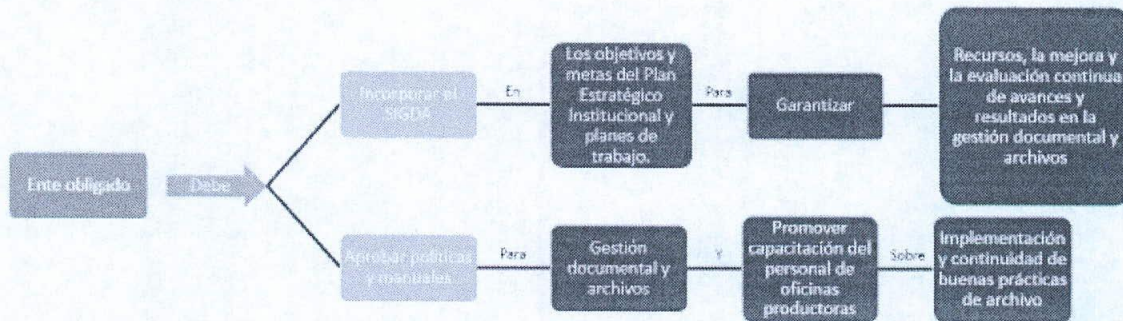 Ente obligado
Debe
Incorporar el
SIGDA
En
Los objetivos y
metas del Plan
Estratégico
Institucional y
planes de
trabajo.
Para
Garantizar
Recursos, la mejora y
la evaluación continua
de avances y
resultados en la
gestión documental y
archivos
Aprobar políticas
y manuales
Para
Gestión
documental y
archivos
Y
Promover
capacitación del
personal de
oficinas
productoras
Sobre
Implementación
y continuidad de
buenas prácticas
de archivo